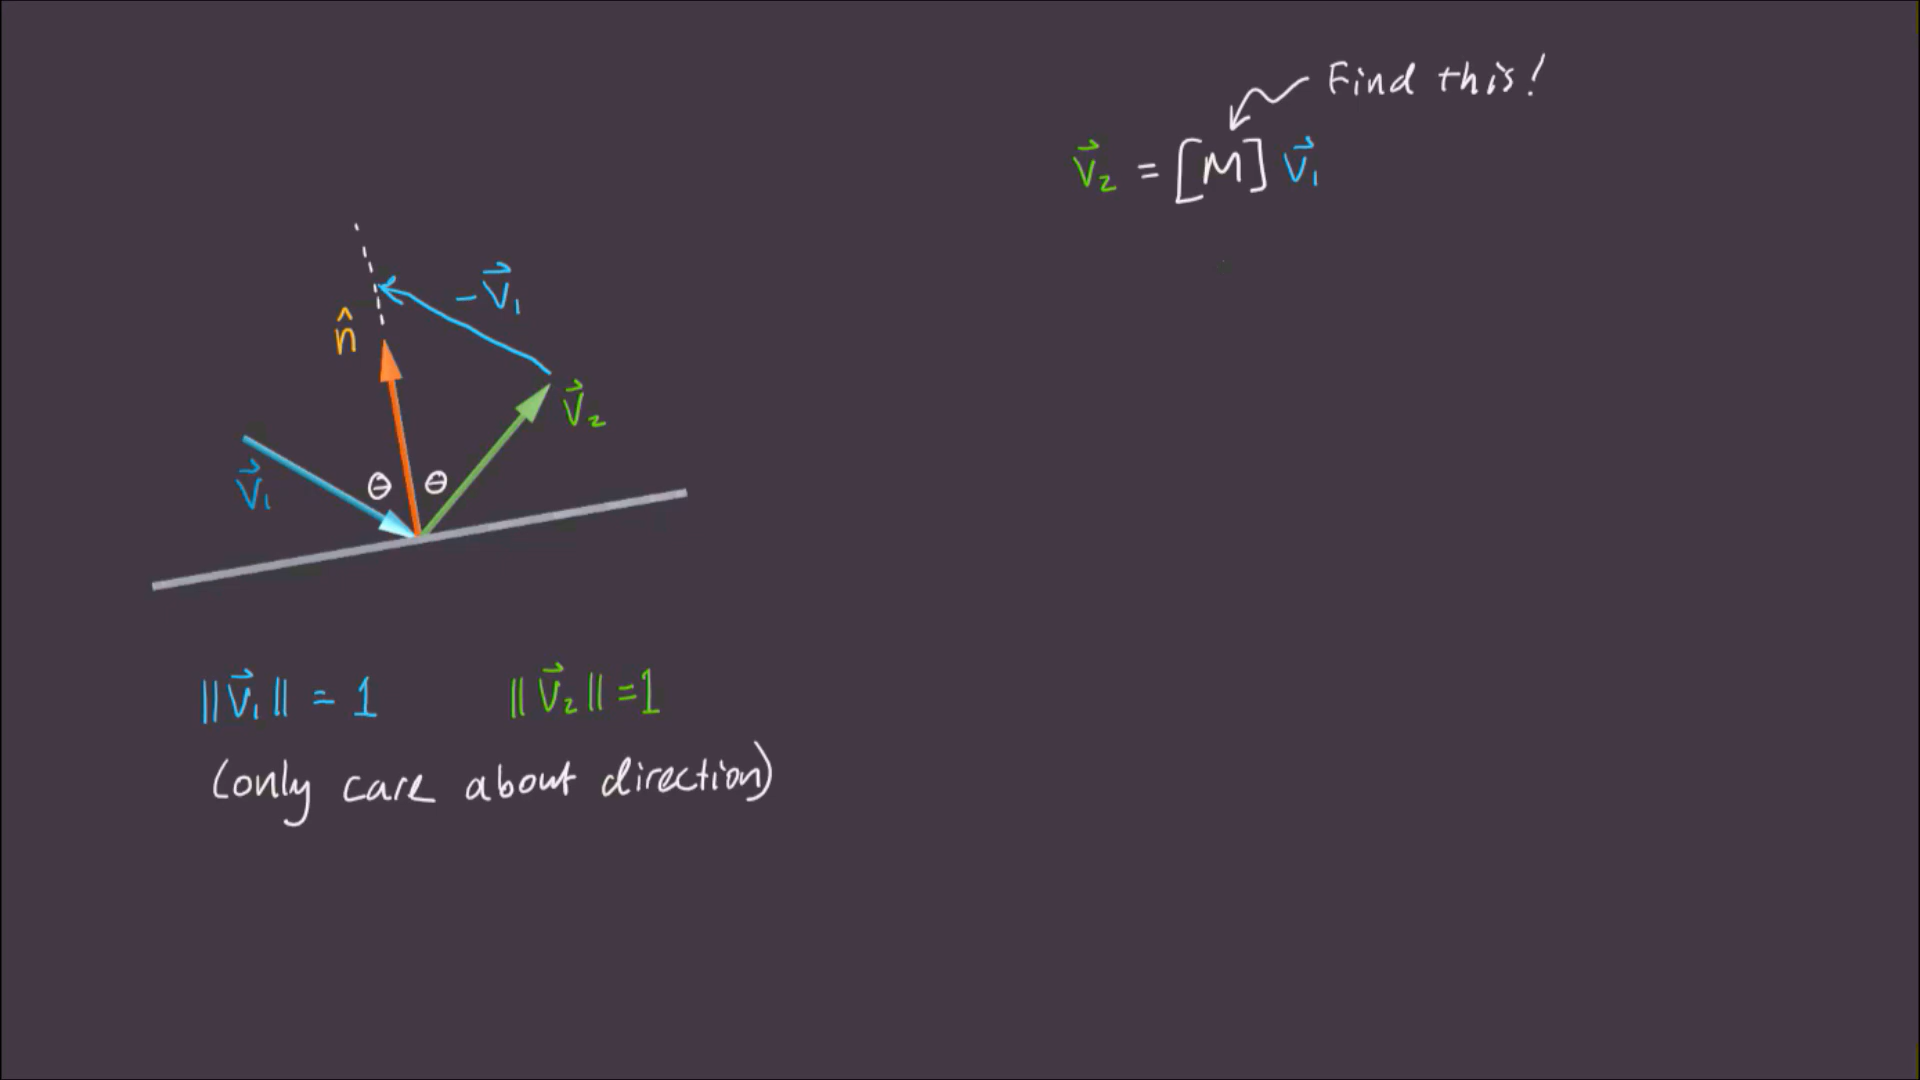 Find this!
v⃗₂ = [M] v⃗₁
-v⃗₁
n̂
v⃗₂
v⃗₁
θ θ
||v⃗₁|| = 1 ||v⃗₂|| = 1
(only care about direction)